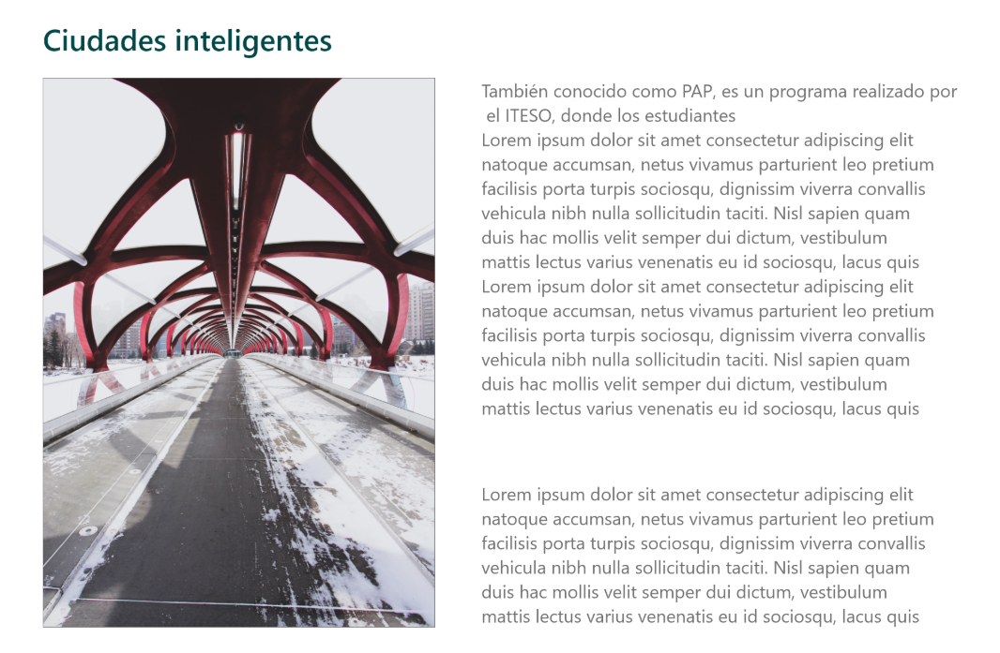 Ciudades inteligentes
También conocido como PAP, es un programa realizado por
el ITESO, donde los estudiantes
Lorem ipsum dolor sit amet consectetur adipiscing elit
natoque accumsan, netus vivamus parturient leo pretium
facilisis porta turpis sociosqu, dignissim viverra convallis
vehicula nibh nulla sollicitudin taciti. Nisl sapien quam
duis hac mollis velit semper dui dictum, vestibulum
mattis lectus varius venenatis eu id sociosqu, lacus quis
Lorem ipsum dolor sit amet consectetur adipiscing elit
natoque accumsan, netus vivamus parturient leo pretium
facilisis porta turpis sociosqu, dignissim viverra convallis
vehicula nibh nulla sollicitudin taciti. Nisl sapien quam
duis hac mollis velit semper dui dictum, vestibulum
mattis lectus varius venenatis eu id sociosqu, lacus quis
Lorem ipsum dolor sit amet consectetur adipiscing elit
natoque accumsan, netus vivamus parturient leo pretium
facilisis porta turpis sociosqu, dignissim viverra convallis
vehicula nibh nulla sollicitudin taciti. Nisl sapien quam
duis hac mollis velit semper dui dictum, vestibulum
mattis lectus varius venenatis eu id sociosqu, lacus quis